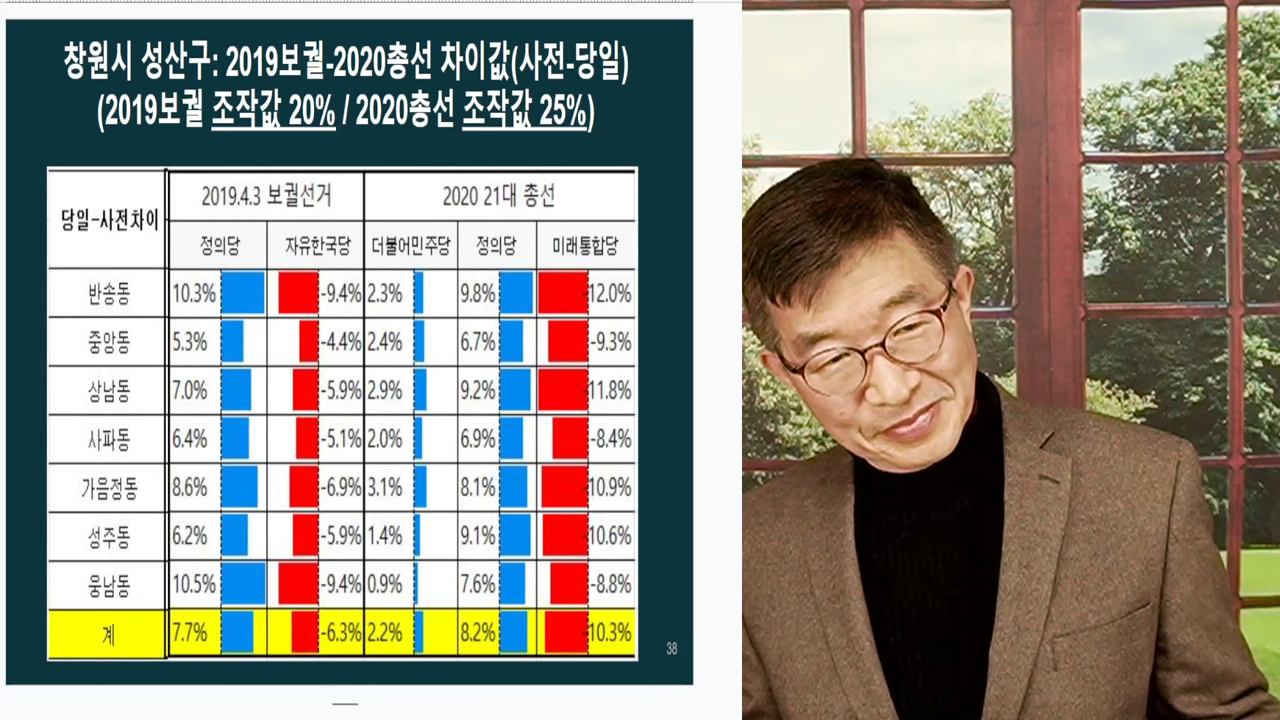 창원시 성산구: 2019보궐-2020총선 차이값(사전-당일)
(2019보궐 조작값 20% / 2020총선 조작값 25%)
당일-사전차이 2019.4.3 보궐선거 2020 21대 총선
정의당 자유한국당 더불어민주당 정의당 미래통합당
반송동 10.3% -9.4% 2.3% 9.8% -12.0%
중앙동 5.3% -4.4% 2.4% 6.7% -9.3%
상남동 7.0% -5.9% 2.9% 9.2% -11.8%
사파동 6.4% -5.1% 2.0% 6.9% -8.4%
가음정동 8.6% -6.9% 3.1% 8.1% -10.9%
성주동 6.2% -5.9% 1.4% 9.1% -10.6%
웅남동 10.5% -9.4% 0.9% 7.6% -8.8%
계 7.7% -6.3% 2.2% 8.2% -10.3%
38